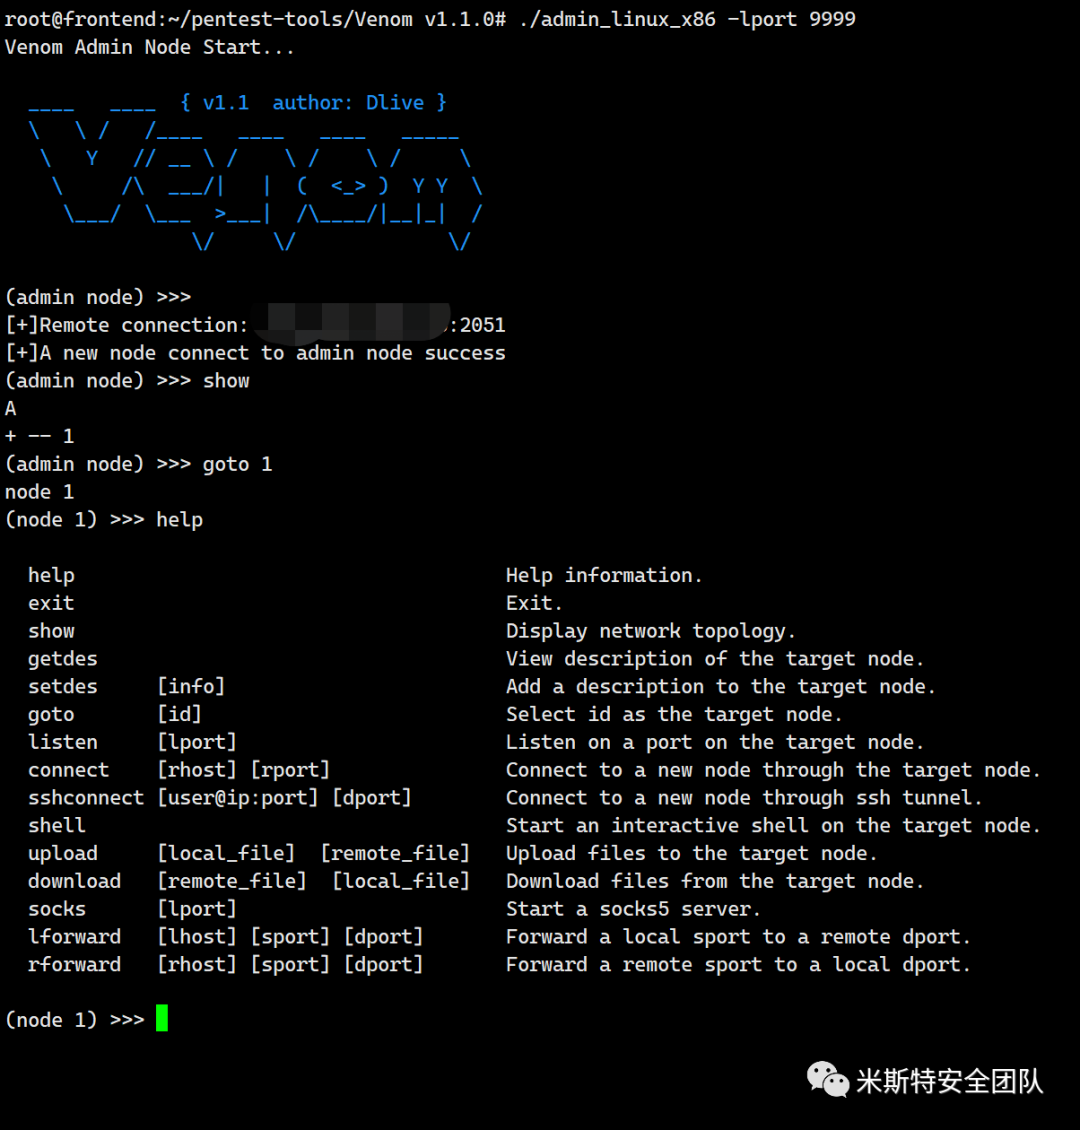 root@frontend:~/pentest-tools/Venom v1.1.0# ./admin_linux_x86 -lport 9999
Venom Admin Node Start...
{ v1.1  author: Dlive }
Venom
(admin node) >>>
[+]Remote connection: :2051
[+]A new node connect to admin node success
(admin node) >>> show
A
+ -- 1
(admin node) >>> goto 1
node 1
(node 1) >>> help
help Help information.
exit Exit.
show Display network topology.
getdes View description of the target node.
setdes [info] Add a description to the target node.
goto [id] Select id as the target node.
listen [lport] Listen on a port on the target node.
connect [rhost] [rport] Connect to a new node through the target node.
sshconnect [user@ip:port] [dport] Connect to a new node through ssh tunnel.
shell Start an interactive shell on the target node.
upload [local_file] [remote_file] Upload files to the target node.
download [remote_file] [local_file] Download files from the target node.
socks [lport] Start a socks5 server.
lforward [lhost] [sport] [dport] Forward a local sport to a remote dport.
rforward [rhost] [sport] [dport] Forward a remote sport to a local dport.
(node 1) >>>
米斯特安全团队